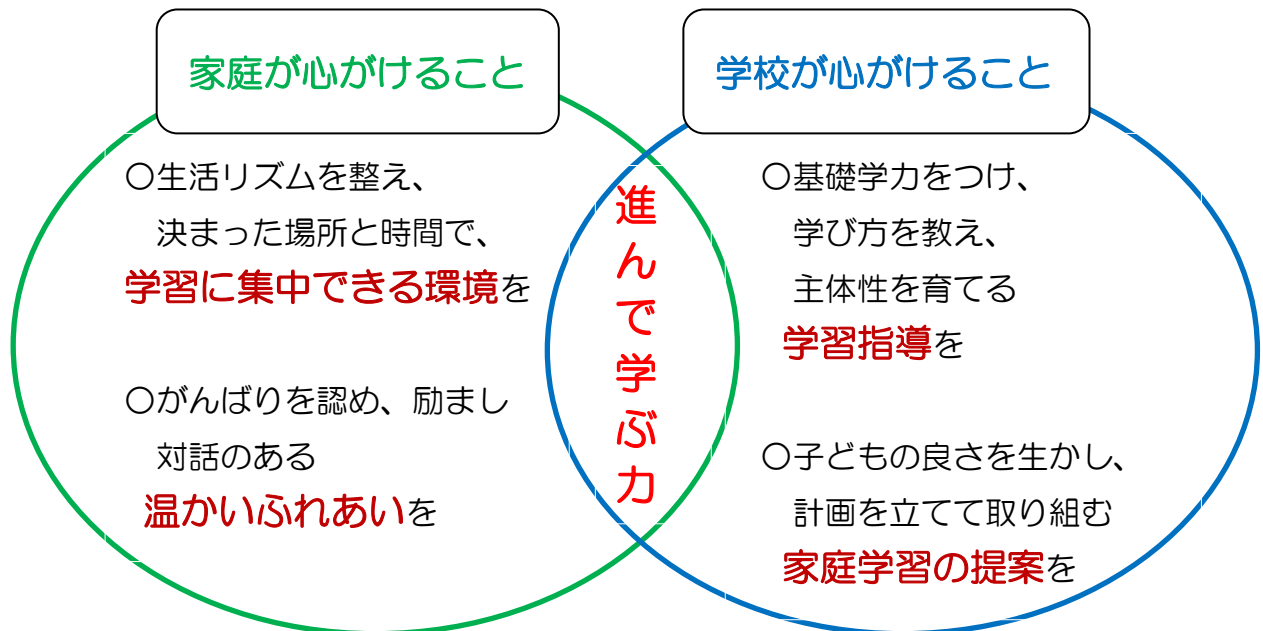 家庭が心がけること
○生活リズムを整え、
決まった場所と時間で、
学習に集中できる環境を
○がんばりを認め、励まし
対話のある
温かいふれあいを
進んで学ぶ力
学校が心がけること
○基礎学力をつけ、
学び方を教え、
主体性を育てる
学習指導を
○子どもの良さを生かし、
計画を立てて取り組む
家庭学習の提案を